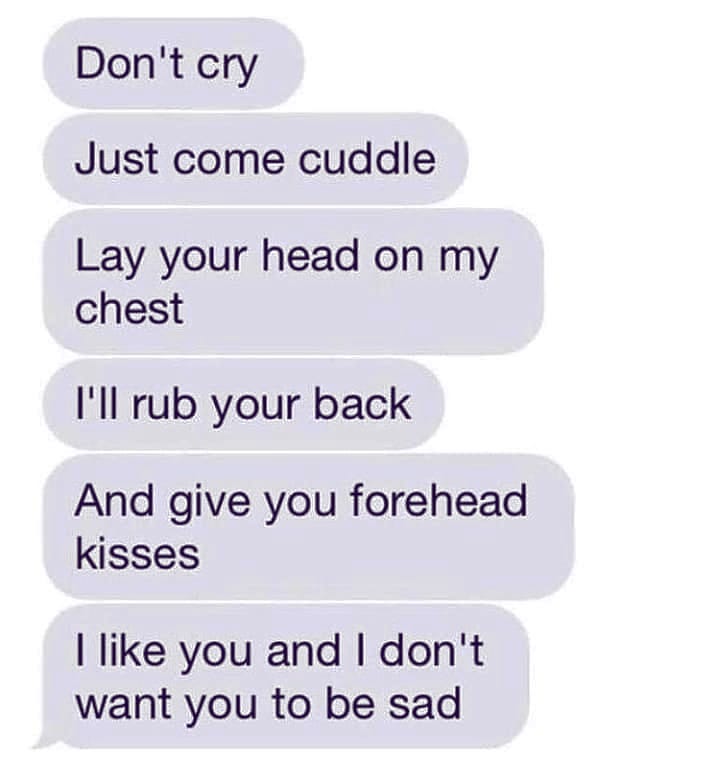 Don't cry
Just come cuddle
Lay your head on my
chest
I'll rub your back
And give you forehead
kisses
I like you and I don't
want you to be sad